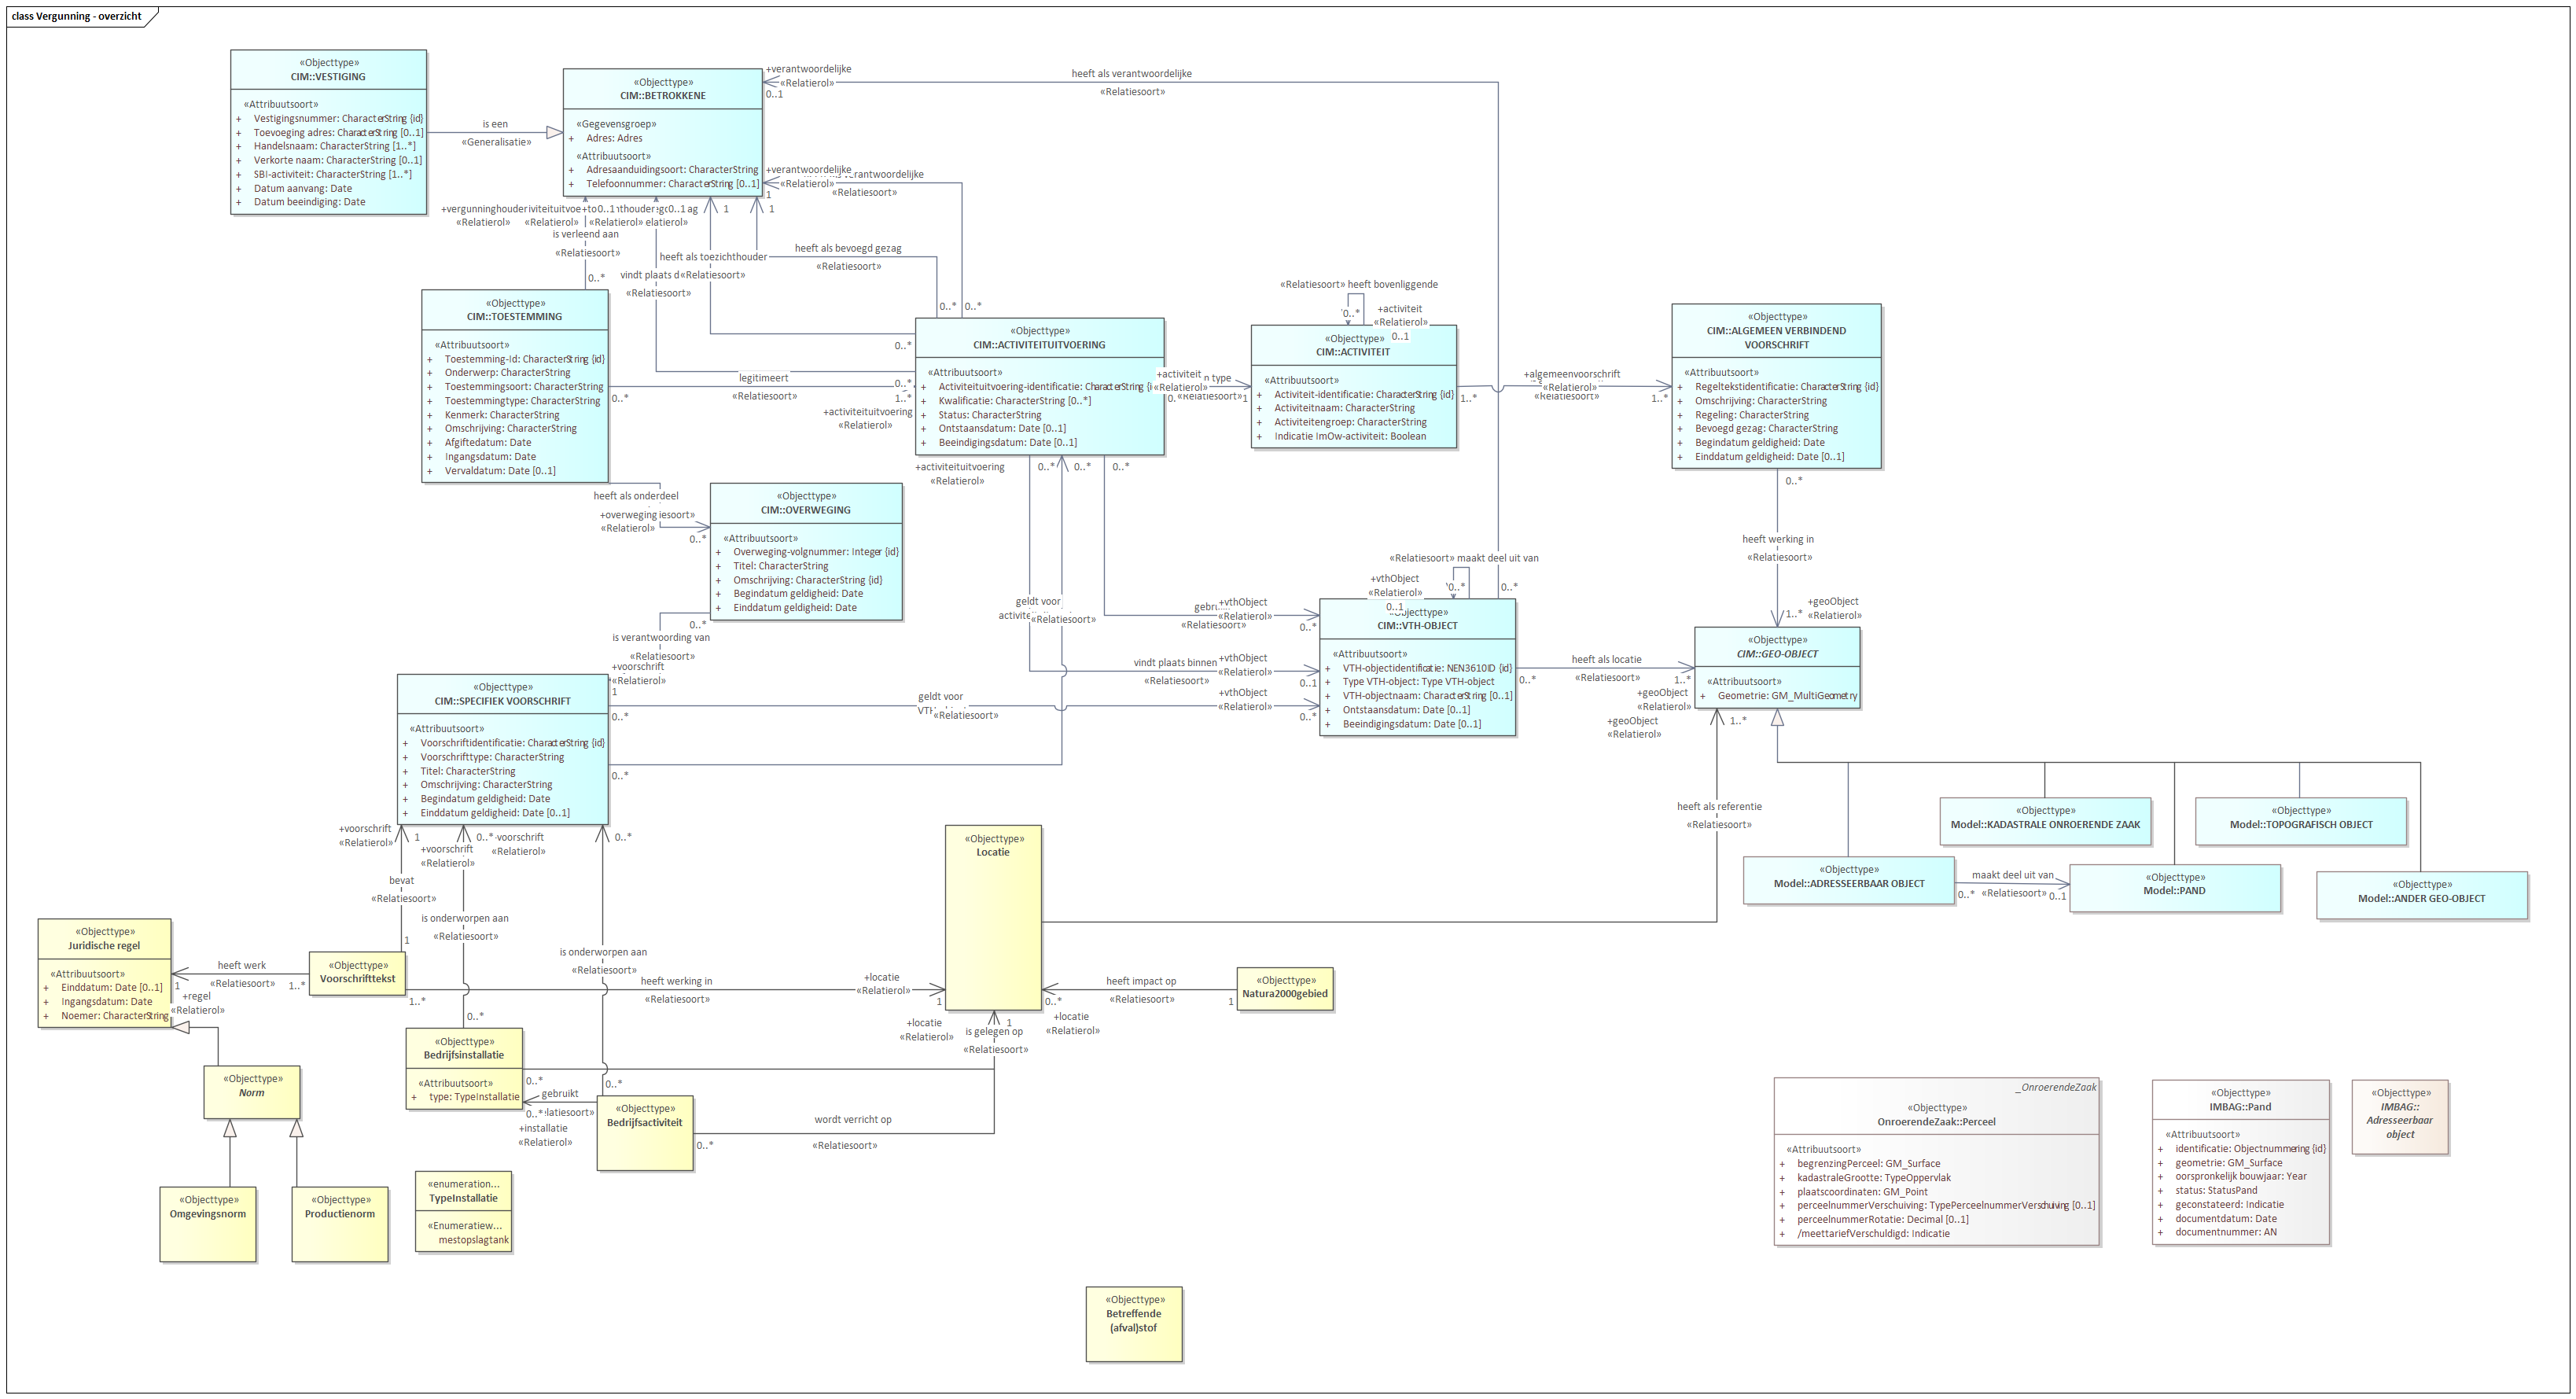 class Vergunning - overzicht
«Objecttype»
CIM::VESTIGING
«Attribuutsoort»
+ Vestigingsnummer: CharacterString {id}
+ Toevoeging adres: CharacterString [0..1]
+ Handelsnaam: CharacterString [1..*]
+ Verkorte naam: CharacterString [0..1]
+ SBI-activiteit: CharacterString [1..*]
+ Datum aanvang: Date
+ Datum beeindiging: Date
is een
«Generalisatie»
«Objecttype»
CIM::BETROKKENE
«Gegevensgroep»
+ Adres: Adres
«Attribuutsoort»
+ Adresaanduidingsoort: CharacterString
+ Telefoonnummer: CharacterString [0..1]
+verantwoordelijke
«Relatierol»
0..1
heeft als verantwoordelijke
«Relatiesoort»
+verantwoordelijke
«Relatierol»
1
«Relatiesoort»
+vergunninghouder
«Relatierol»
«Relatierol»
«Relatierol»
0..1
0..1
1
1
is verleend aan
«Relatiesoort»
0..*
heeft als bevoegd gezag
«Relatiesoort»
heeft als toezichthouder
«Relatiesoort»
vindt plaats
«Relatiesoort»
0..*
0..*
0..*
0..*
«Objecttype»
CIM::TOESTEMMING
«Attribuutsoort»
+ Toestemming-Id: CharacterString {id}
+ Onderwerp: CharacterString
+ Toestemmingsoort: CharacterString
+ Toestemmingtype: CharacterString
+ Kenmerk: CharacterString
+ Omschrijving: CharacterString
+ Afgiftedatum: Date
+ Ingangsdatum: Date
+ Vervaldatum: Date [0..1]
legitimeert
«Relatiesoort»
0..*
1..*
+activiteituitvoering
«Relatierol»
«Objecttype»
CIM::ACTIVITEITUITVOERING
«Attribuutsoort»
+ Activiteituitvoering-identificatie: CharacterString
+ Kwalificatie: CharacterString [0..*]
+ Status: CharacterString
+ Ontstaansdatum: Date [0..1]
+ Beeindigingsdatum: Date [0..1]
+activiteit
«Relatierol»
type
1
«Relatiesoort» heeft bovenliggende
0..*
+activiteit
«Relatierol»
0..1
«Objecttype»
CIM::ACTIVITEIT
«Attribuutsoort»
+ Activiteit-identificatie: CharacterString {id}
+ Activiteitnaam: CharacterString
+ Activiteitengroep: CharacterString
+ Indicatie ImOw-activiteit: Boolean
+algemeenvoorschrift
«Relatierol»
«Relatiesoort»
1..*
1..*
«Objecttype»
CIM::ALGEMEEN VERBINDEND
VOORSCHRIFT
«Attribuutsoort»
+ Regeltekstidentificatie: CharacterString {id}
+ Omschrijving: CharacterString
+ Regeling: CharacterString
+ Bevoegd gezag: CharacterString
+ Begindatum geldigheid: Date
+ Einddatum geldigheid: Date [0..1]
0..*
heeft werking in
«Relatiesoort»
1..*
+geoObject
«Relatierol»
heeft als onderdeel
+overweging
«Relatierol»
0..*
«Objecttype»
CIM::OVERWEGING
«Attribuutsoort»
+ Overweging-volgnummer: Integer {id}
+ Titel: CharacterString
+ Omschrijving: CharacterString {id}
+ Begindatum geldigheid: Date
+ Einddatum geldigheid: Date
0..*
is verantwoording van
«Relatiesoort»
+voorschrift
«Relatierol»
1
+activiteituitvoering
«Relatierol»
0..*
0..*
0..*
geldt voor
«Relatiesoort»
+vthObject
«Relatierol»
«Relatiesoort»
0..*
vindt plaats binnen
«Relatiesoort»
+vthObject
«Relatierol»
0..1
geldt voor
«Relatiesoort»
+vthObject
«Relatierol»
0..*
0..*
0..*
«Relatiesoort» maakt deel uit van
+vthObject
«Relatierol»
0..1
0..*
0..*
«Objecttype»
CIM::VTH-OBJECT
«Attribuutsoort»
+ VTH-objectidentificatie: NEN3610ID {id}
+ Type VTH-object: Type VTH-object
+ VTH-objectnaam: CharacterString [0..1]
+ Ontstaansdatum: Date [0..1]
+ Beeindigingsdatum: Date [0..1]
heeft als locatie
«Relatiesoort»
0..*
1..*
+geoObject
«Relatierol»
+geoObject
«Relatierol»
1..*
«Objecttype»
CIM::GEO-OBJECT
«Attribuutsoort»
+ Geometrie: GM_MultiGeometry
«Objecttype»
CIM::SPECIFIEK VOORSCHRIFT
«Attribuutsoort»
+ Voorschriftidentificatie: CharacterString {id}
+ Voorschrifttype: CharacterString
+ Titel: CharacterString
+ Omschrijving: CharacterString
+ Begindatum geldigheid: Date
+ Einddatum geldigheid: Date [0..1]
heeft als referentie
«Relatiesoort»
«Objecttype»
Model::KADASTRALE ONROERENDE ZAAK
«Objecttype»
Model::TOPOGRAFISCH OBJECT
«Objecttype»
Model::ADRESSEERBAAR OBJECT
maakt deel uit van
0..* «Relatiesoort» 0..1
«Objecttype»
Model::PAND
«Objecttype»
Model::ANDER GEO-OBJECT
+voorschrift
«Relatierol»
1
+voorschrift
«Relatierol»
0..*
-voorschrift
«Relatierol»
0..*
bevat
«Relatiesoort»
1
is onderworpen aan
«Relatiesoort»
0..*
is onderworpen aan
«Relatiesoort»
0..*
«Objecttype»
Locatie
«Objecttype»
Juridische regel
«Attribuutsoort»
+ Einddatum: Date [0..1]
+ Ingangsdatum: Date
+ Noemer: CharacterString
heeft werk
«Relatiesoort»
1
1..*
+regel
«Relatierol»
«Objecttype»
Voorschrifttekst
heeft werking in
«Relatiesoort»
1..*
+locatie
«Relatierol»
1
heeft impact op
«Relatiesoort»
0..*
1
+locatie
«Relatierol»
«Objecttype»
Natura2000gebied
+locatie
«Relatierol»
is gelegen op
«Relatiesoort»
1
«Objecttype»
Bedrijfsinstallatie
«Attribuutsoort»
+ type: TypeInstallatie
0..*
gebruikt
0..*
+installatie
«Relatierol»
«Objecttype»
Bedrijfsactiviteit
wordt verricht op
«Relatiesoort»
0..*
«Objecttype»
Norm
«Objecttype»
Omgevingsnorm
«Objecttype»
Productienorm
«enumeration...
TypeInstallatie
«Enumeratiew...
mestopslagtank
_OnroerendeZaak
«Objecttype»
OnroerendeZaak::Perceel
«Attribuutsoort»
+ begrenzingPerceel: GM_Surface
+ kadastraleGrootte: TypeOppervlak
+ plaatscoordinaten: GM_Point
+ perceelnummerVerschuiving: TypePerceelnummerVerschuiving [0..1]
+ perceelnummerRotatie: Decimal [0..1]
+ /meettariefVerschuldigd: Indicatie
«Objecttype»
IMBAG::Pand
«Attribuutsoort»
+ identificatie: Objectnummering {id}
+ geometrie: GM_Surface
+ oorspronkelijk bouwjaar: Year
+ status: StatusPand
+ geconstateerd: Indicatie
+ documentdatum: Date
+ documentnummer: AN
«Objecttype»
IMBAG::
Adresseerbaar
object
«Objecttype»
Betreffende
(afval)stof